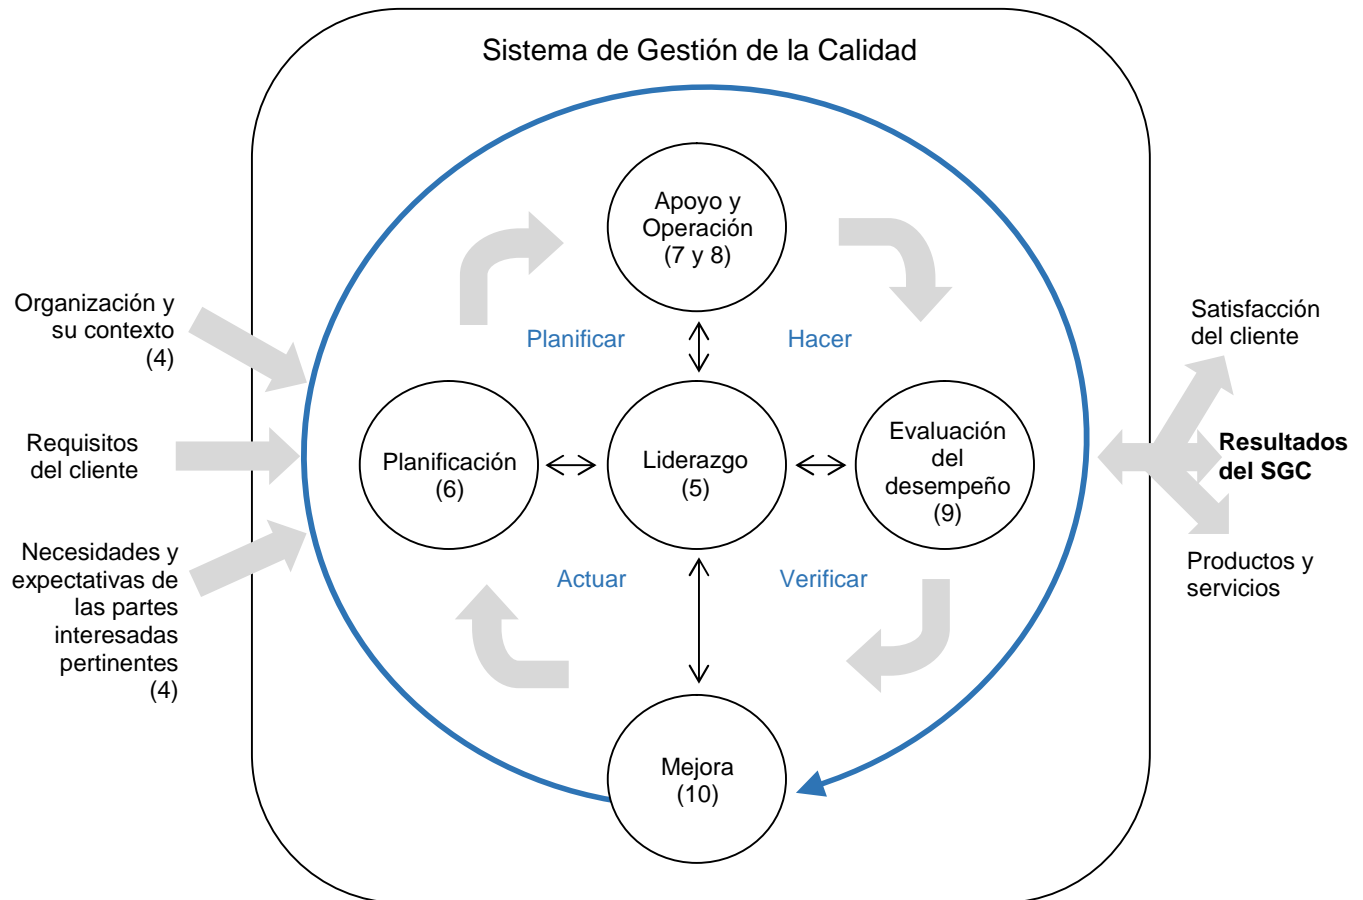 Sistema de Gestión de la Calidad
Apoyo y
Operación
(7 y 8)
Organización y
su contexto
(4)
Planificar
Hacer
Satisfacción
del cliente
Requisitos
del cliente
Planificación
(6)
Liderazgo
(5)
Evaluación
del
desempeño
(9)
Resultados
del SGC
Necesidades y
expectativas de
las partes
interesadas
pertinentes
(4)
Actuar
Verificar
Productos y
servicios
Mejora
(10)